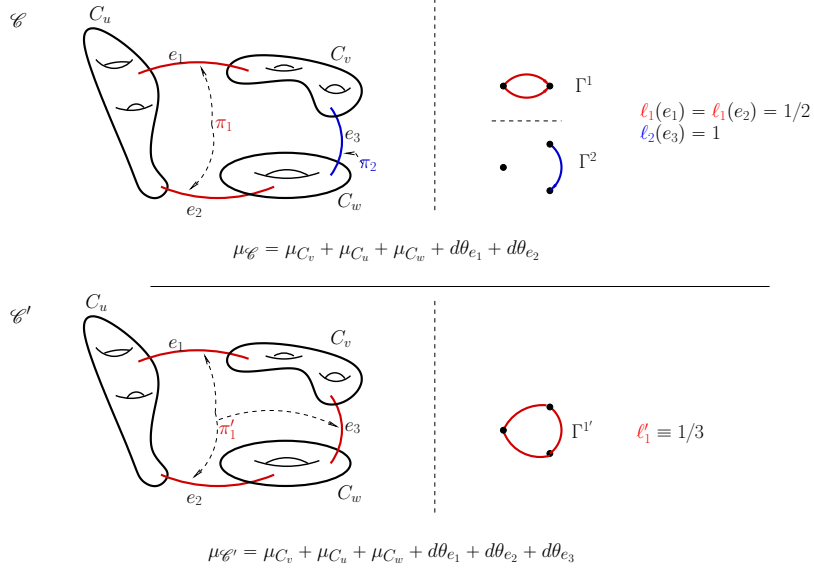 𝒞
C_u
e_1
C_v
π_1
e_3
π_2
e_2
C_w
Γ^1
Γ^2
ℓ_1(e_1) = ℓ_1(e_2) = 1/2
ℓ_2(e_3) = 1
μ_𝒞 = μ_{C_v} + μ_{C_u} + μ_{C_w} + dθ_{e_1} + dθ_{e_2}
𝒞′
C_u
e_1
C_v
π′_1
e_3
e_2
C_w
Γ^{1′}
ℓ′_1 ≡ 1/3
μ_{𝒞′} = μ_{C_v} + μ_{C_u} + μ_{C_w} + dθ_{e_1} + dθ_{e_2} + dθ_{e_3}